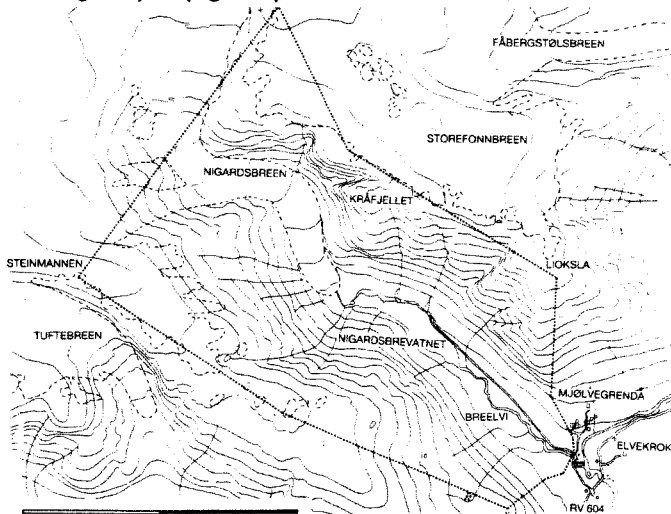 FÅBERGSTØLSBREEN
STOREFONNBREEN
NIGARDSBREEN
KRÅFJELLET
STEINMANNEN
LIOKSLA
TUFTEBREEN
NIGARDSBREVATNET
MJØLVEGRENDA
BREELVI
ELVEKROK
RV 604